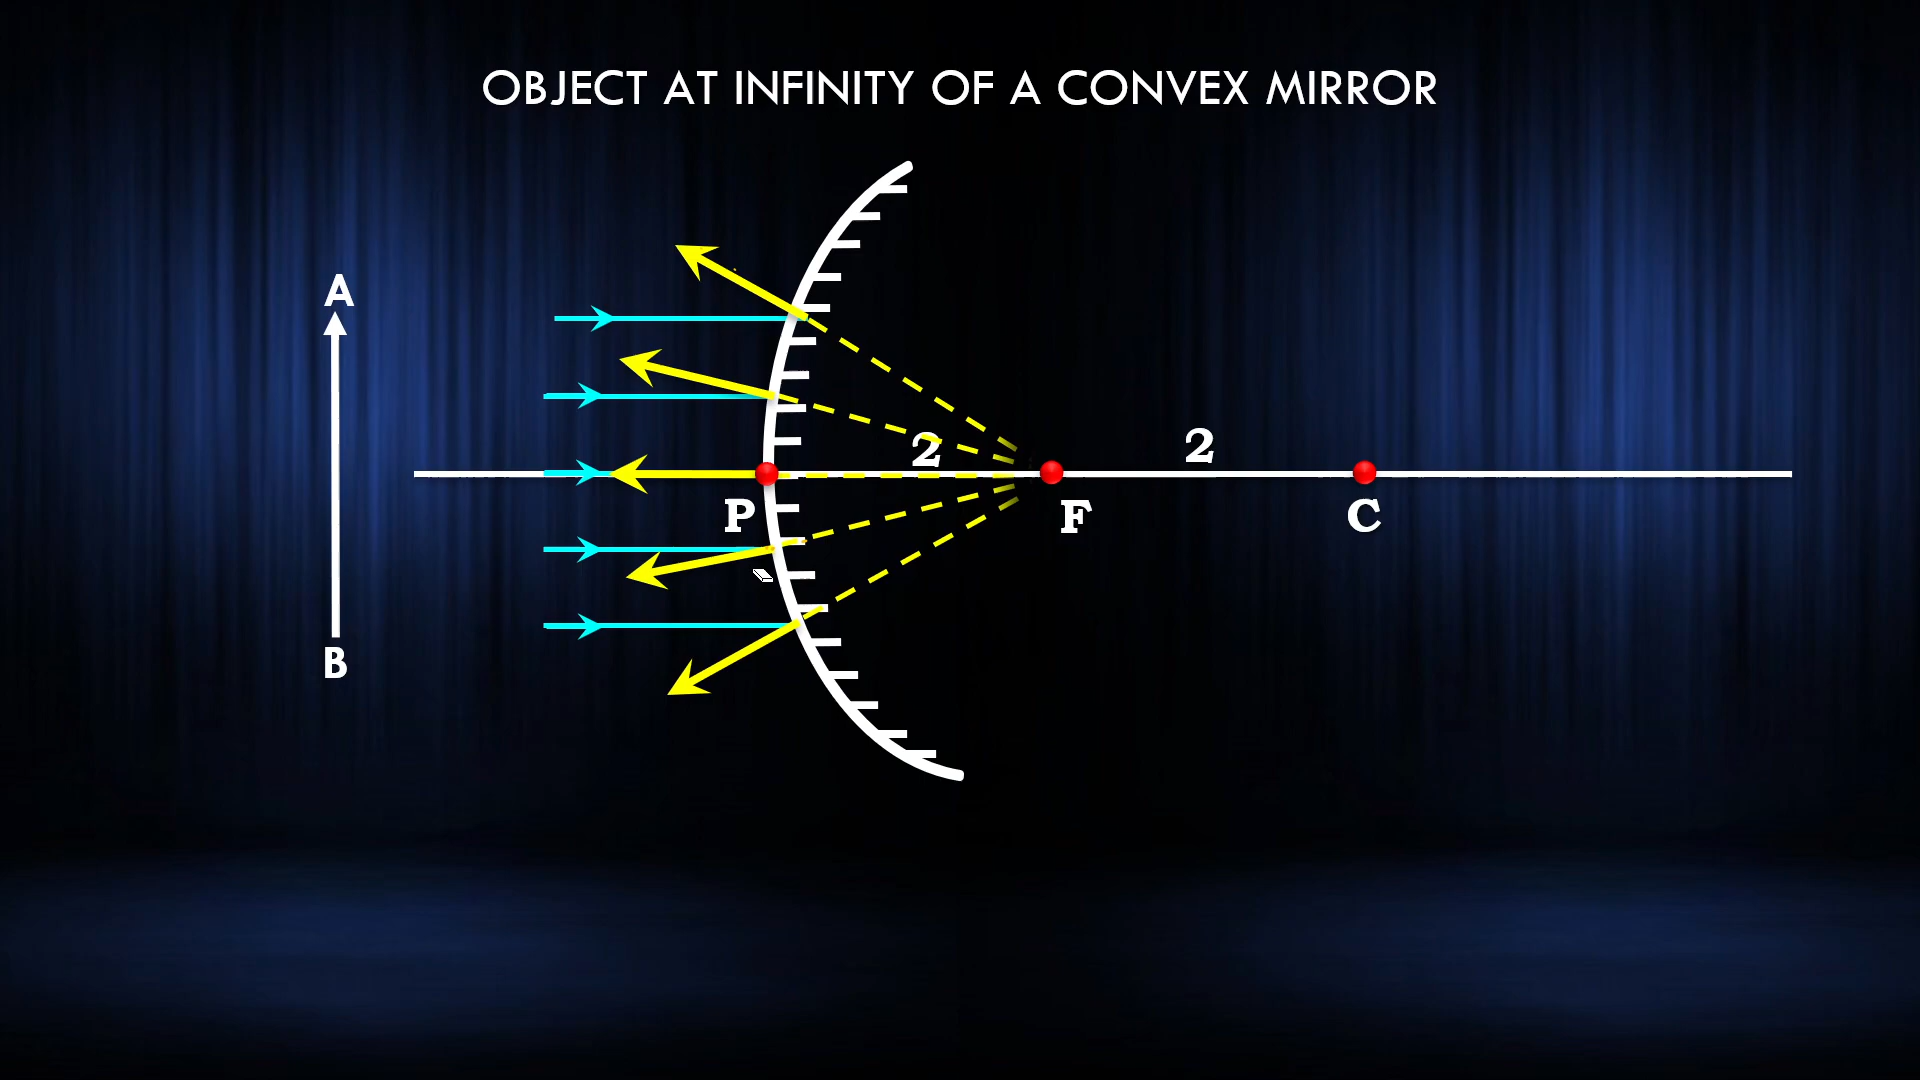 OBJECT AT INFINITY OF A CONVEX MIRROR
A
2
2
P
F
C
B